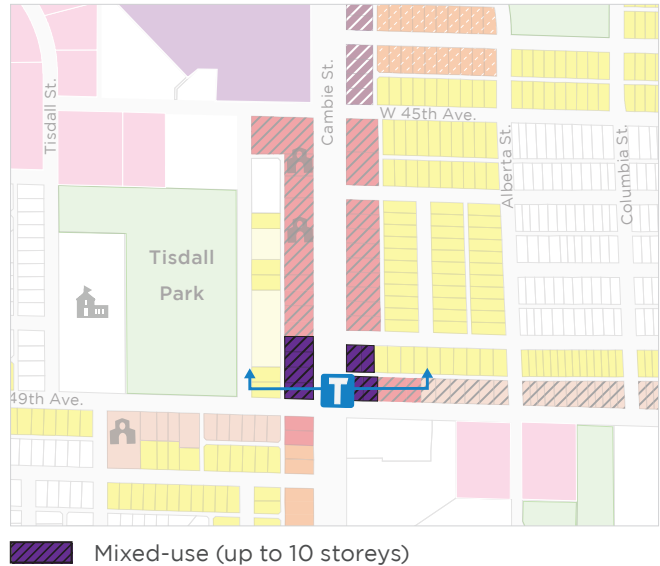 Tisdall St.
Cambie St.
W 45th Ave.
Alberta St.
Columbia St.
Tisdall
Park
T
49th Ave.
Mixed-use (up to 10 storeys)